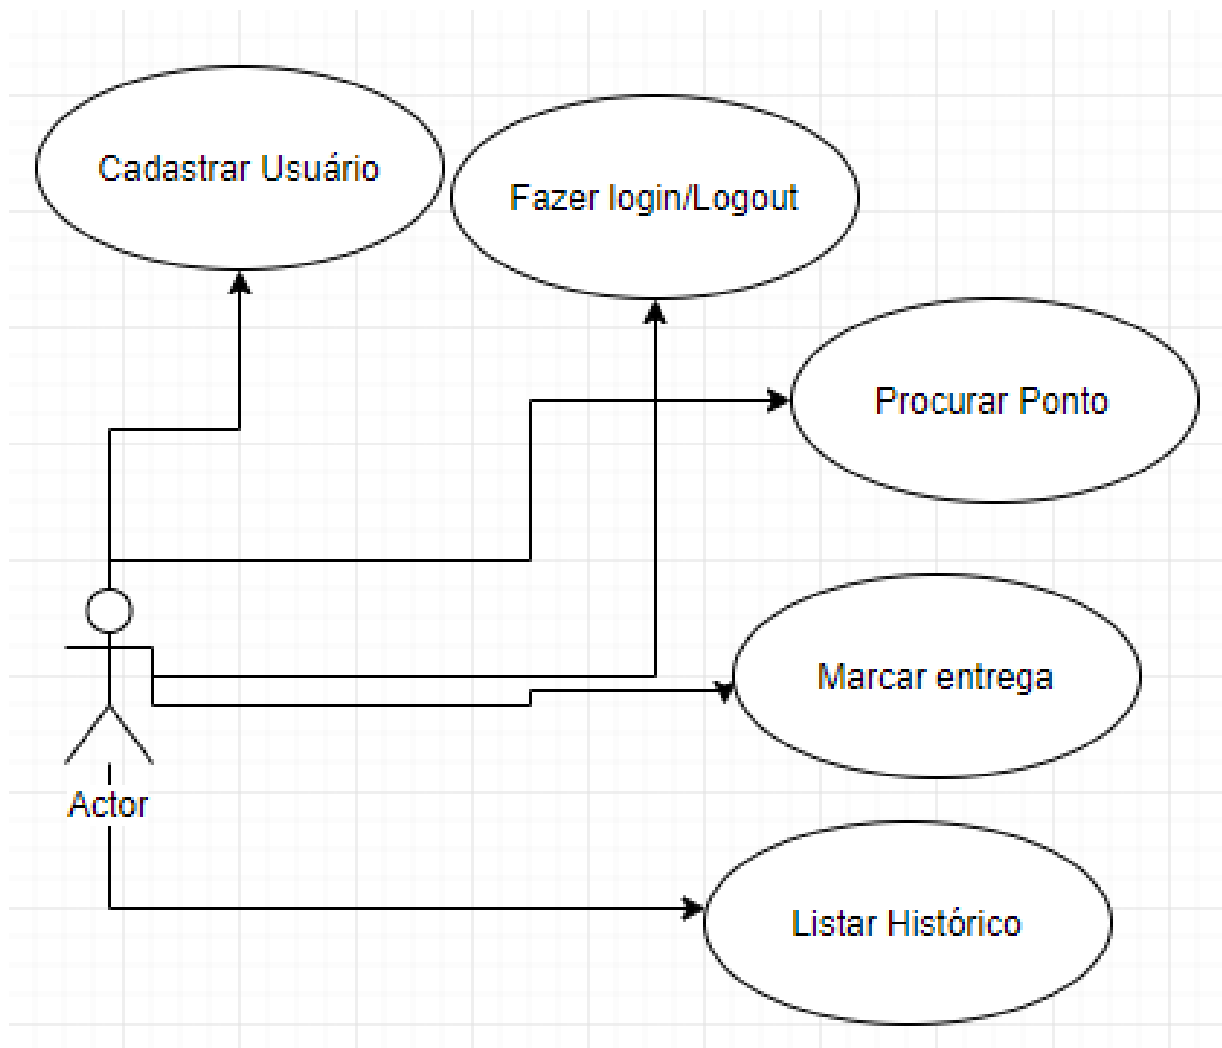 Cadastrar Usuário
Fazer login/Logout
Procurar Ponto
Marcar entrega
Actor
Listar Histórico